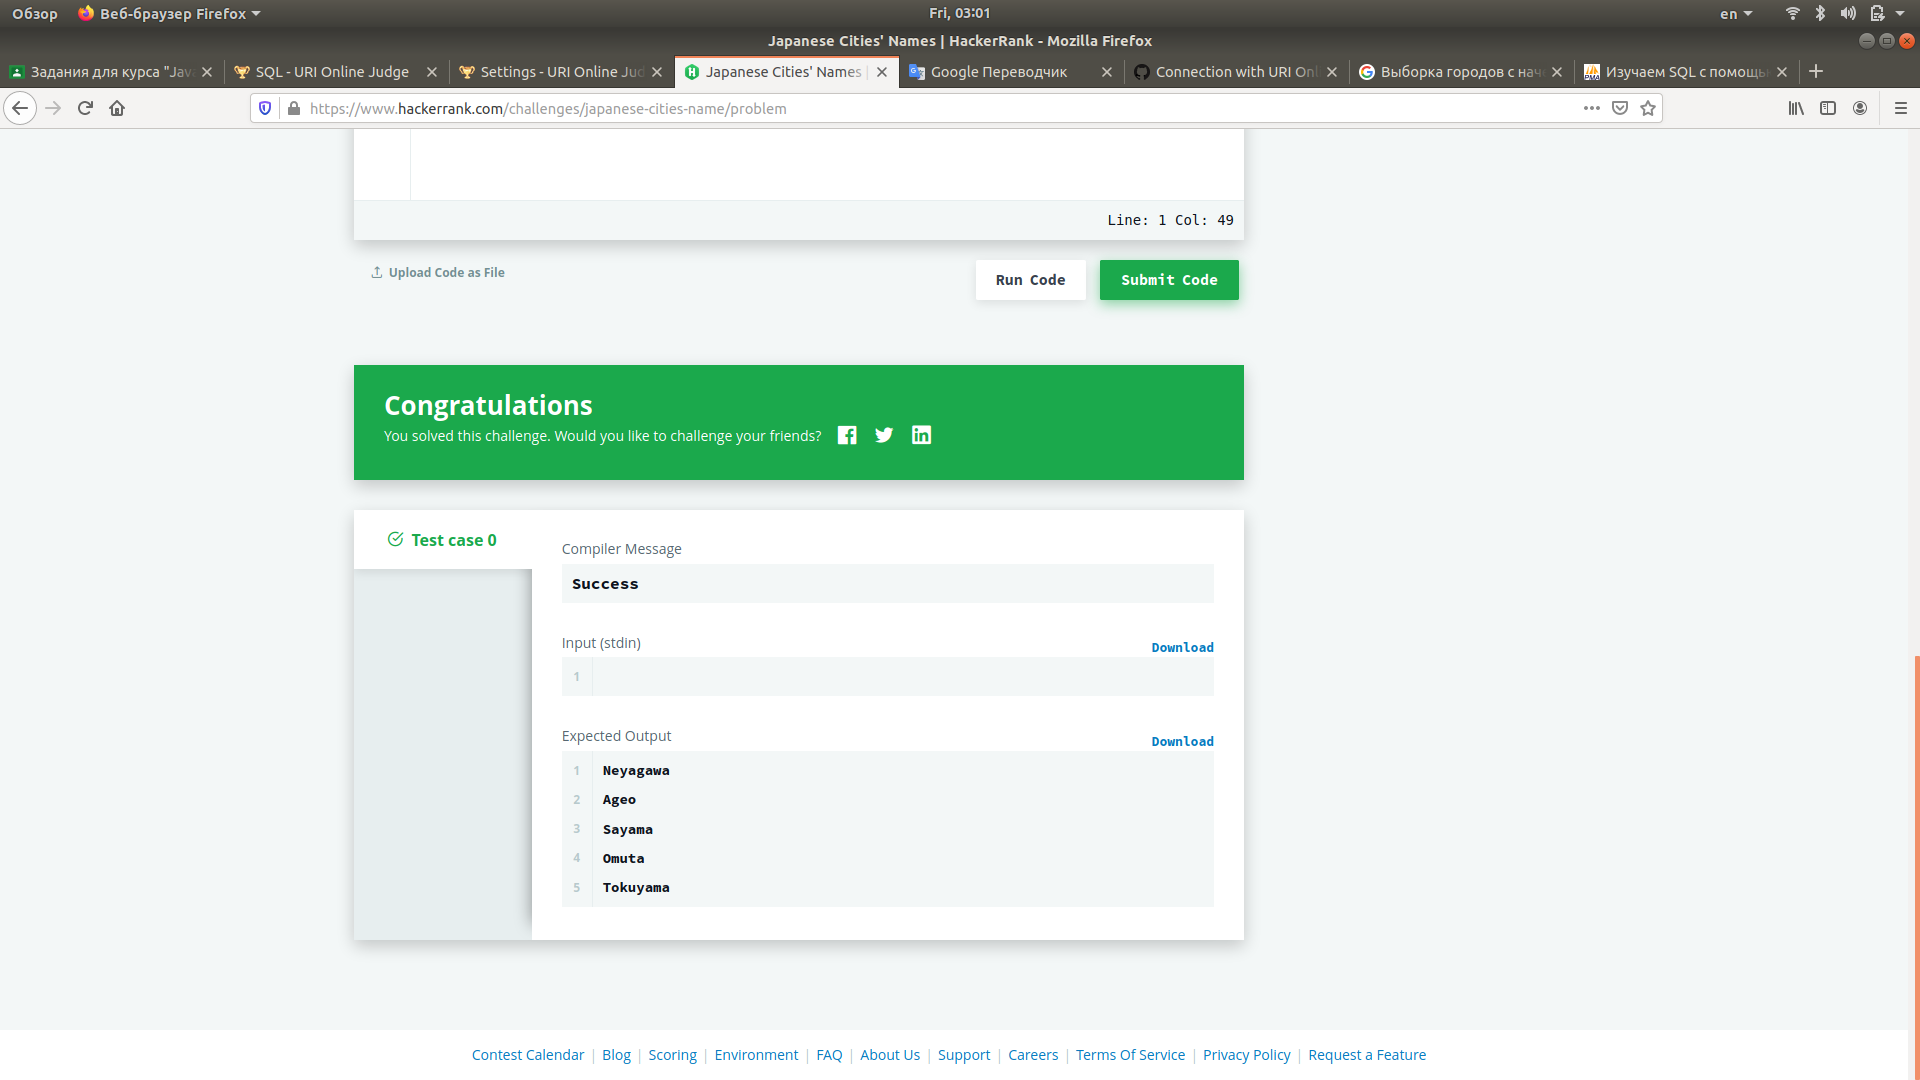 Обзор Веб-браузер Firefox Fri, 03:01 en
Japanese Cities' Names | HackerRank - Mozilla Firefox
Задания для курса "Jav SQL - URI Online Judge Settings - URI Online Jud Japanese Cities' Names Google Переводчик Connection with URI Onl Выборка городов с нач Изучаем SQL с помощь
https://www.hackerrank.com/challenges/japanese-cities-name/problem
Line: 1 Col: 49
Upload Code as File Run Code Submit Code
Congratulations
You solved this challenge. Would you like to challenge your friends?
Test case 0
Compiler Message
Success
Input (stdin) Download
1
Expected Output Download
1 Neyagawa
2 Ageo
3 Sayama
4 Omuta
5 Tokuyama
Contest Calendar | Blog | Scoring | Environment | FAQ | About Us | Support | Careers | Terms Of Service | Privacy Policy | Request a Feature